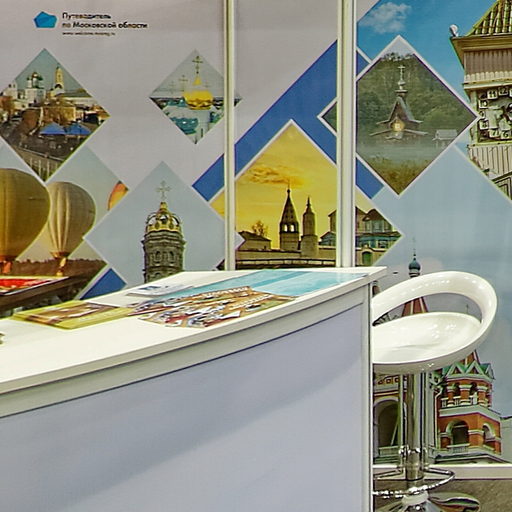 Путеводитель
по Московской области